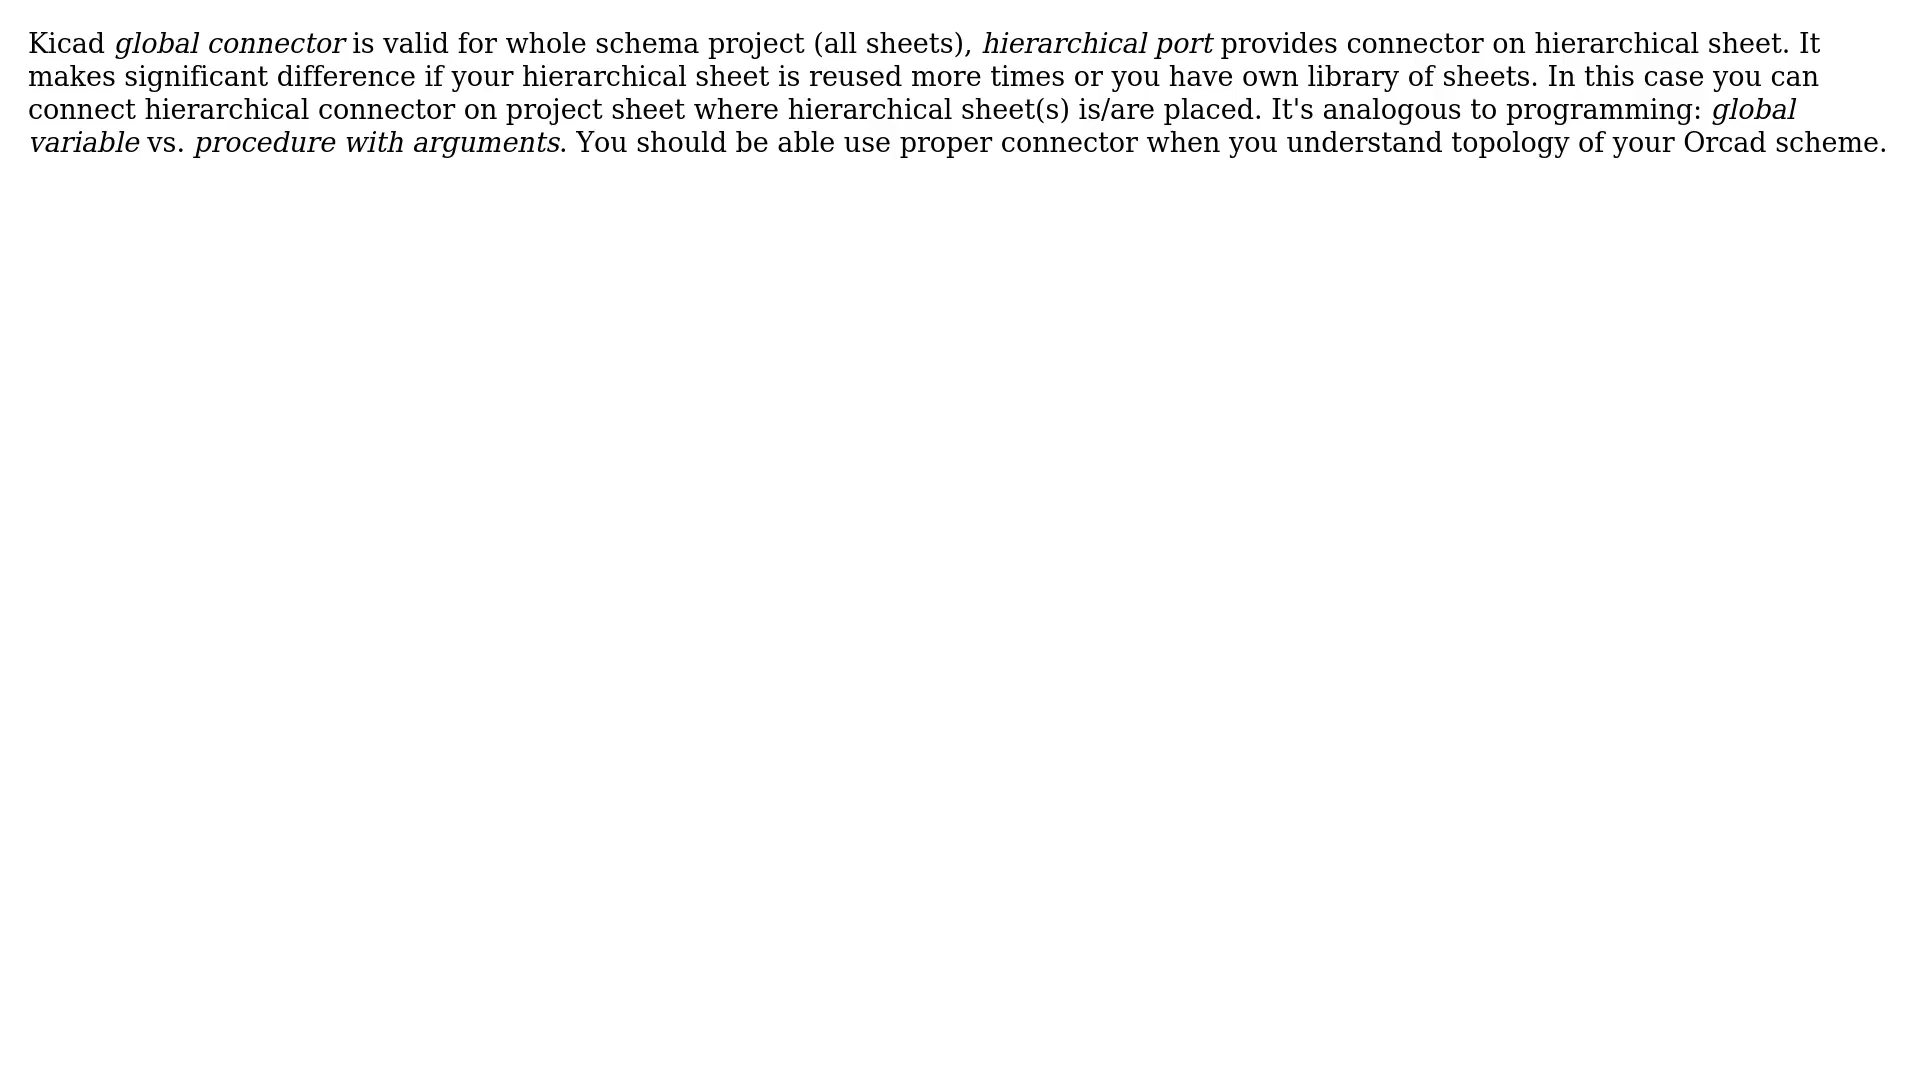 Kicad global connector is valid for whole schema project (all sheets), hierarchical port provides connector on hierarchical sheet. It
makes significant difference if your hierarchical sheet is reused more times or you have own library of sheets. In this case you can
connect hierarchical connector on project sheet where hierarchical sheet(s) is/are placed. It's analogous to programming: global
variable vs. procedure with arguments. You should be able use proper connector when you understand topology of your Orcad scheme.